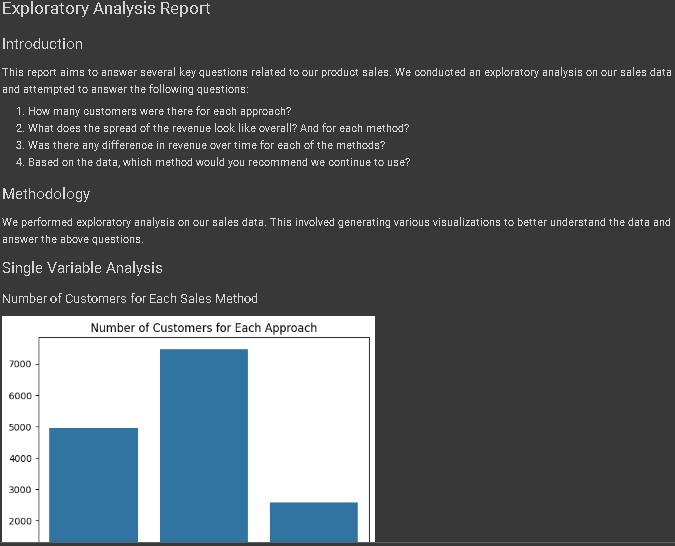 Exploratory Analysis Report
Introduction
This report aims to answer several key questions related to our product sales. We conducted an exploratory analysis on our sales data
and attempted to answer the following questions:
1. How many customers were there for each approach?
2. What does the spread of the revenue look like overall? And for each method?
3. Was there any difference in revenue over time for each of the methods?
4. Based on the data, which method would you recommend we continue to use?
Methodology
We performed exploratory analysis on our sales data. This involved generating various visualizations to better understand the data and
answer the above questions.
Single Variable Analysis
Number of Customers for Each Sales Method
Number of Customers for Each Approach
7000
6000
5000
4000
3000
2000